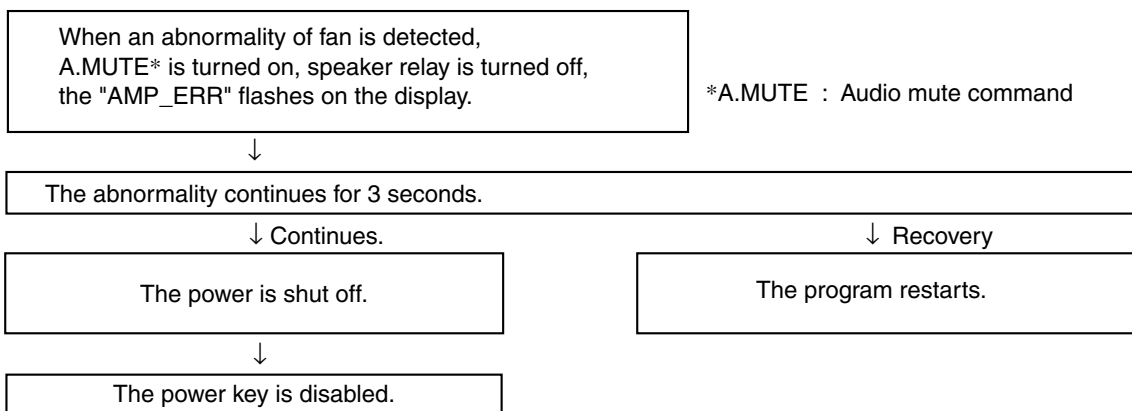 When an abnormality of fan is detected,
A.MUTE* is turned on, speaker relay is turned off,
the "AMP_ERR" flashes on the display.
*A.MUTE : Audio mute command
↓
The abnormality continues for 3 seconds.
↓ Continues.
↓ Recovery
The power is shut off.
The program restarts.
↓
The power key is disabled.